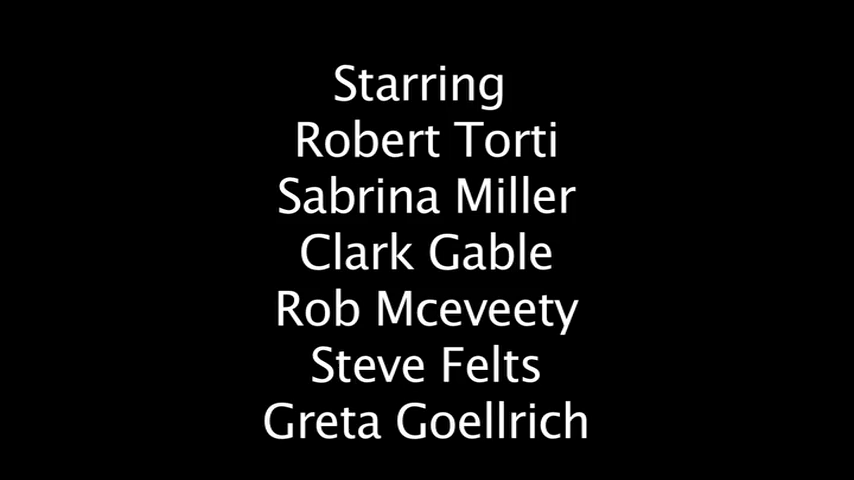 Starring
Robert Torti
Sabrina Miller
Clark Gable
Rob Mceveety
Steve Felts
Greta Goellrich